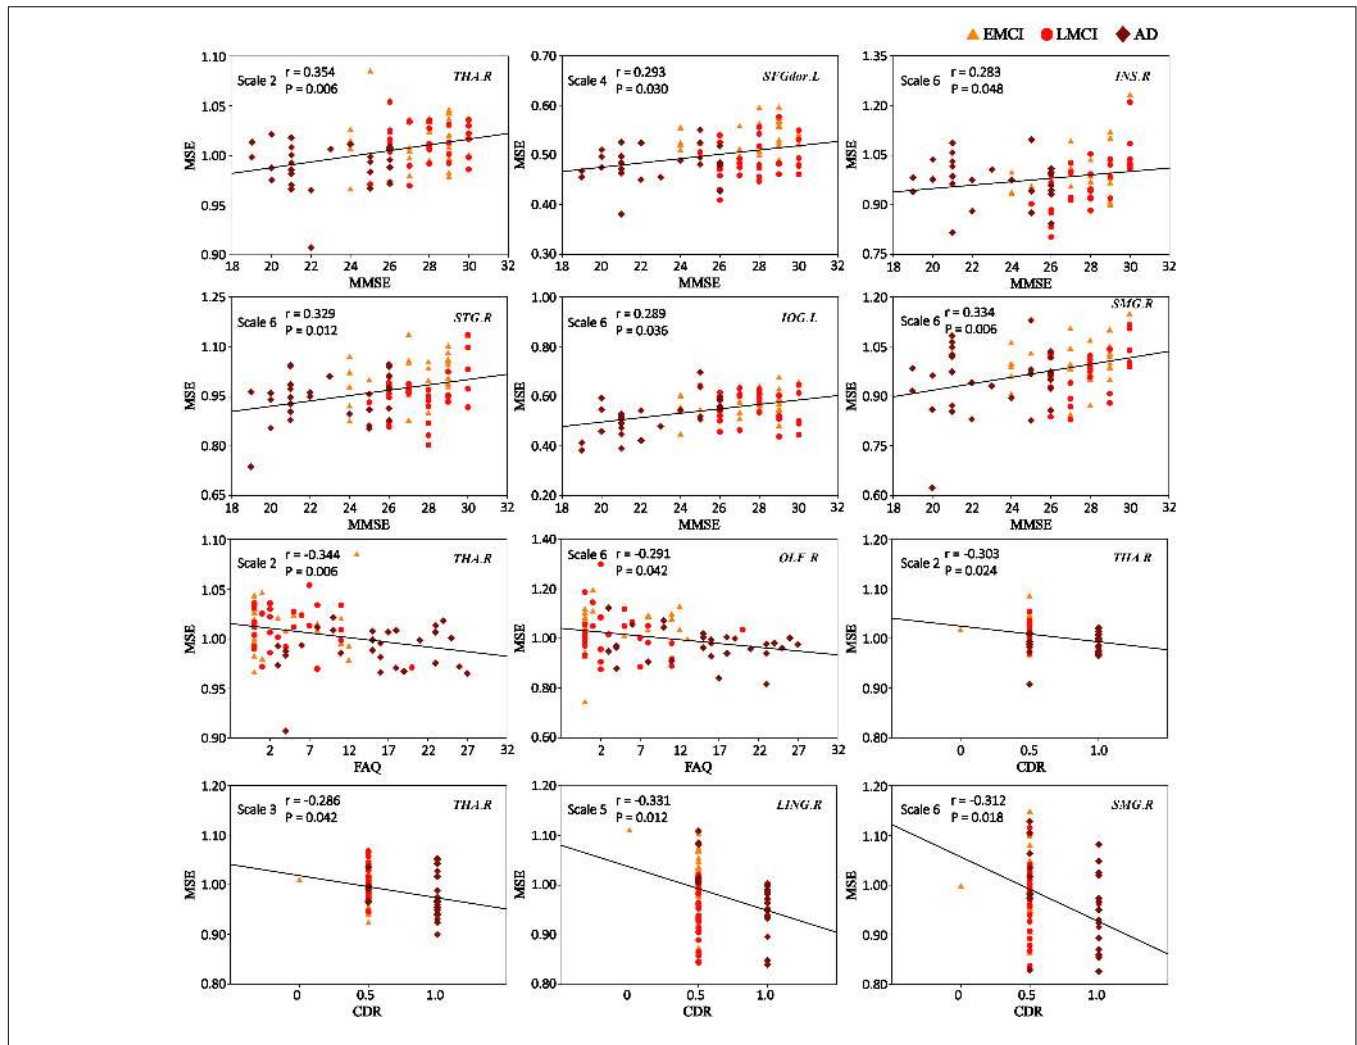 EMCI LMCI AD
Scale 2 r = 0.354 THA.R
P = 0.006
MSE
1.10
1.05
1.00
0.95
0.90
18 20 22 24 26 28 30 32
MMSE
Scale 4 r = 0.293 SFGdor.L
P = 0.030
MSE
0.70
0.60
0.50
0.40
0.30
18 20 22 24 26 28 30 32
MMSE
Scale 6 r = 0.283 INS.R
P = 0.048
MSE
1.35
1.20
1.05
0.90
0.75
18 20 22 24 26 28 30 32
MMSE
Scale 6 r = 0.329 STG.R
P = 0.012
MSE
1.25
1.10
0.95
0.80
0.65
18 20 22 24 26 28 30 32
MMSE
Scale 6 r = 0.289 IOG.L
P = 0.036
MSE
1.00
0.80
0.60
0.40
0.20
18 20 22 24 26 28 30 32
MMSE
SMG.R
Scale 6 r = 0.334
P = 0.006
MSE
1.20
1.05
0.90
0.75
0.60
18 20 22 24 26 28 30 32
MMSE
Scale 2 r = -0.344 THA.R
P = 0.006
MSE
1.10
1.05
1.00
0.95
0.90
2 7 12 17 22 27 32
FAQ
Scale 6 r = -0.291 OLF.R
P = 0.042
MSE
1.40
1.20
1.00
0.80
0.60
2 7 12 17 22 27 32
FAQ
Scale 2 r = -0.303 THA.R
P = 0.024
MSE
1.20
1.10
1.00
0.90
0.80
0 0.5 1.0
CDR
Scale 3 r = -0.286 THA.R
P = 0.042
MSE
1.20
1.10
1.00
0.90
0.80
0 0.5 1.0
CDR
Scale 5 r = -0.331 LING.R
P = 0.012
MSE
1.20
1.10
1.00
0.90
0.80
0 0.5 1.0
CDR
Scale 6 r = -0.312 SMG.R
P = 0.018
MSE
1.20
1.10
1.00
0.90
0.80
0 0.5 1.0
CDR